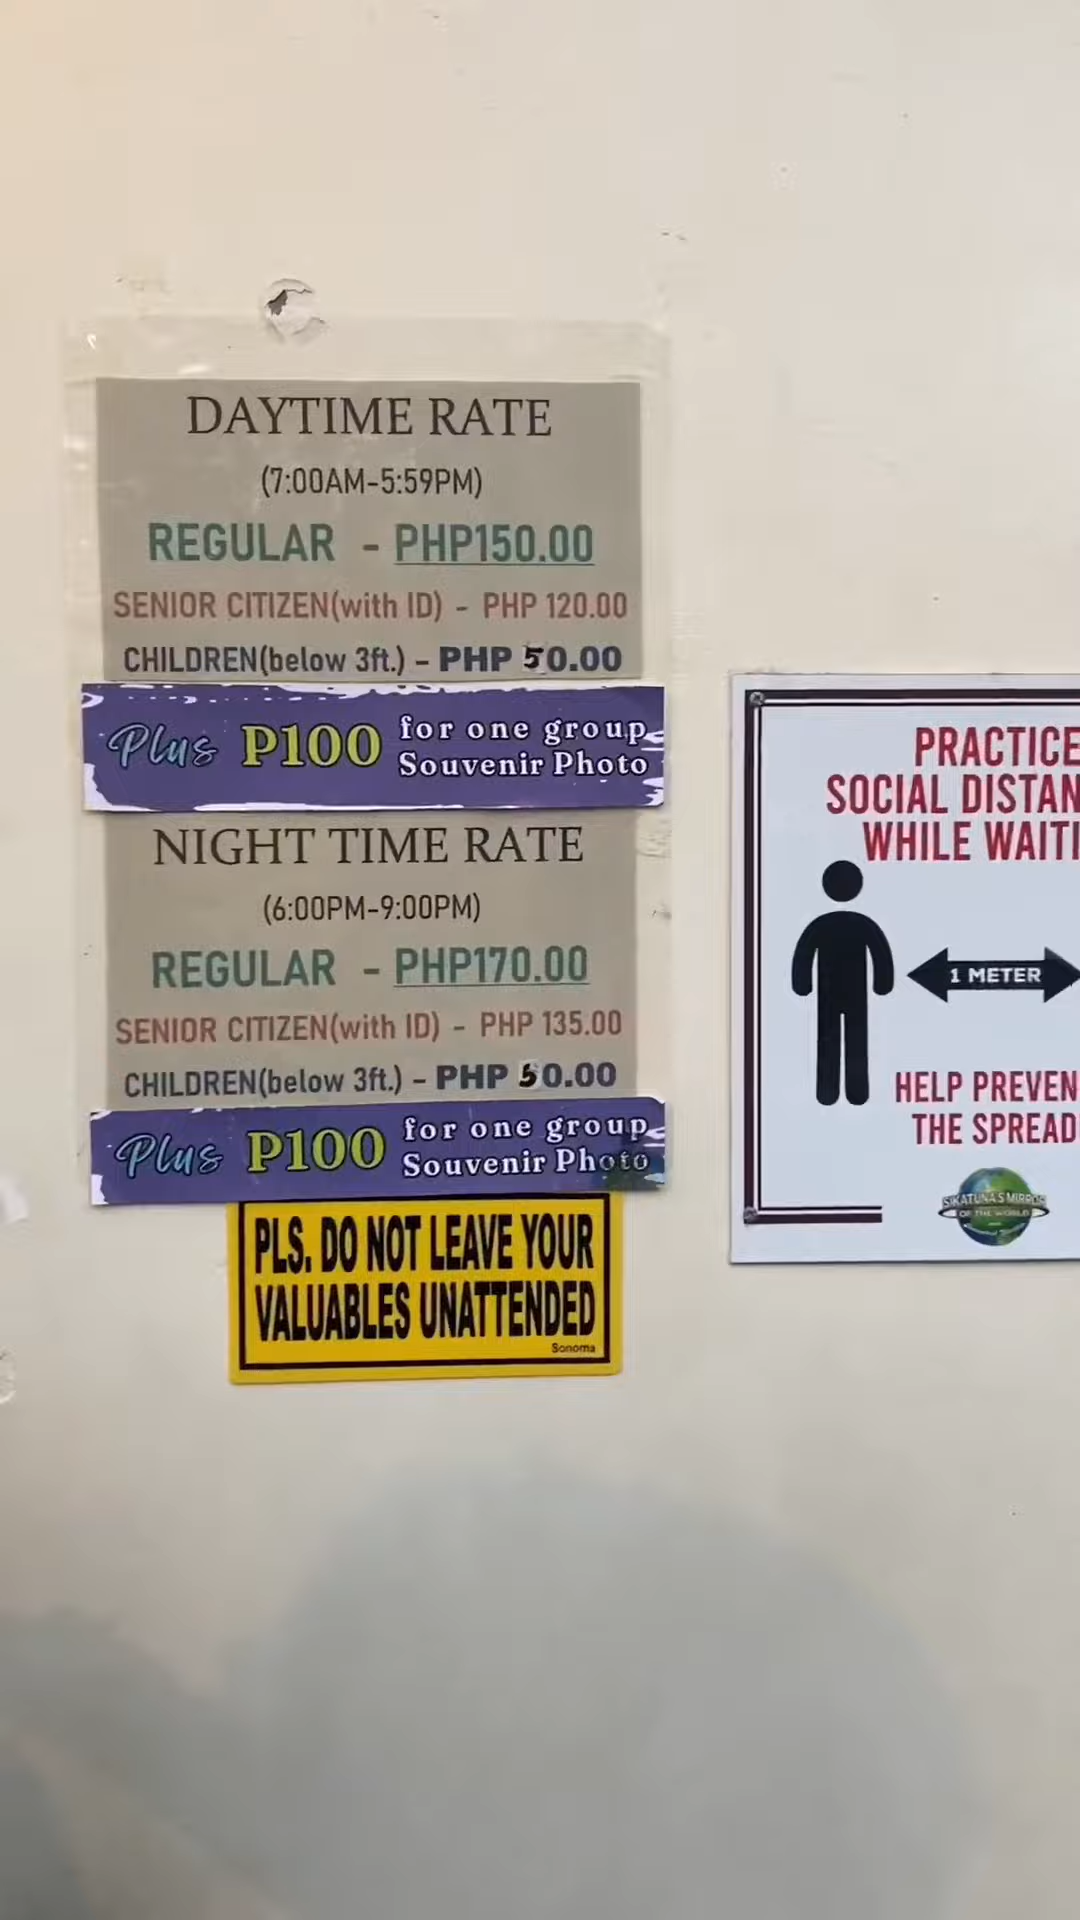 DAYTIME RATE
(7:00AM-5:59PM)
REGULAR - PHP150.00
SENIOR CITIZEN(with ID) - PHP 120.00
CHILDREN(below 3ft.) - PHP 50.00
Plus P100 for one group
Souvenir Photo
NIGHT TIME RATE
(6:00PM-9:00PM)
REGULAR - PHP170.00
SENIOR CITIZEN(with ID) - PHP 135.00
CHILDREN(below 3ft.) - PHP 50.00
Plus P100 for one group
Souvenir Photo
PLS. DO NOT LEAVE YOUR
VALUABLES UNATTENDED
Sonoma
PRACTICE
SOCIAL DISTAN
WHILE WAITI
1 METER
HELP PREVEN
THE SPREAD
SIKATUNA'S MIRROR
OF THE WORLD